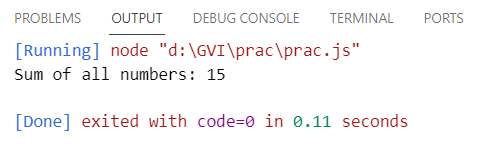 PROBLEMS OUTPUT DEBUG CONSOLE TERMINAL PORTS
[Running] node "d:\GVI\prac\prac.js"
Sum of all numbers: 15
[Done] exited with code=0 in 0.11 seconds